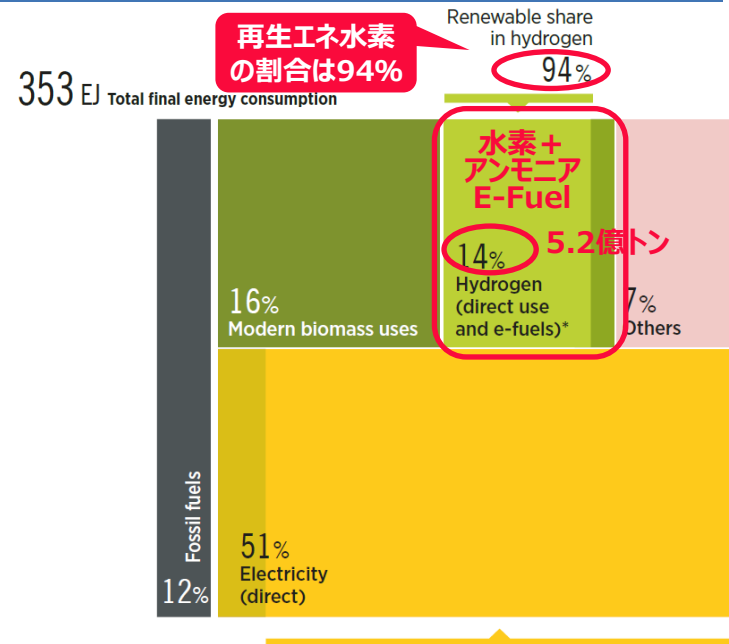 再生エネ水素
の割合は94%
Renewable share
in hydrogen
94%
353 EJ Total final energy consumption
水素＋
アンモニア
E-Fuel
5.2億トン
14%
Hydrogen
(direct use
and e-fuels)*
16%
Modern biomass uses
7%
Others
Fossil fuels
12%
51%
Electricity
(direct)